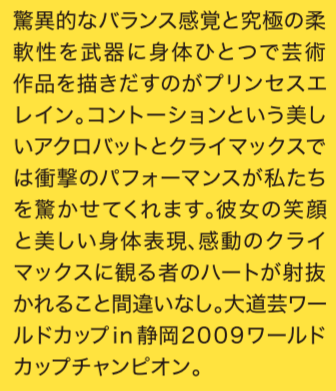 驚異的なバランス感覚と究極の柔
軟性を武器に身体ひとつで芸術
作品を描きだすのがプリンセスエ
レイン。コントーションという美し
いアクロバットとクライマックスで
は衝撃のパフォーマンスが私たち
を驚かせてくれます。彼女の笑顔
と美しい身体表現、感動のクライ
マックスに観る者のハートが射抜
かれること間違いなし。大道芸ワー
ルドカップin静岡2009ワールド
カップチャンピオン。